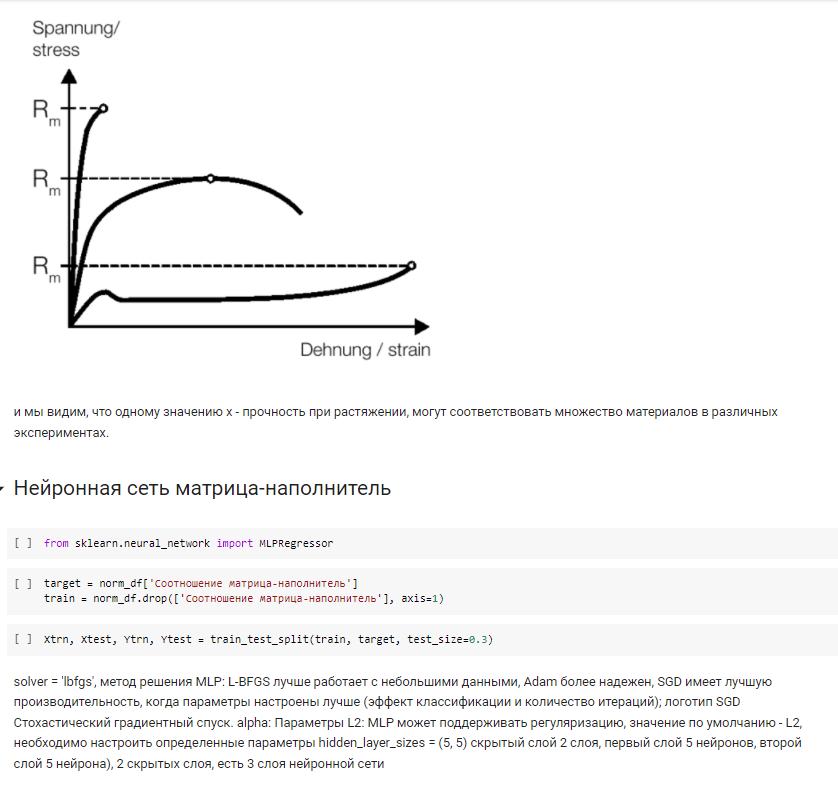 Spannung/
stress
Rm
Rm
Rm
Dehnung / strain
и мы видим, что одному значению x - прочность при растяжении, могут соответствовать множество материалов в различных
экспериментах.
Нейронная сеть матрица-наполнитель
[ ] from sklearn.neural_network import MLPRegressor
[ ] target = norm_df['Соотношение матрица-наполнитель']
train = norm_df.drop(['Соотношение матрица-наполнитель'], axis=1)
[ ] Xtrn, Xtest, Ytrn, Ytest = train_test_split(train, target, test_size=0.3)
solver = 'lbfgs', метод решения MLP: L-BFGS лучше работает с небольшими данными, Adam более надежен, SGD имеет лучшую
производительность, когда параметры настроены лучше (эффект классификации и количество итераций); логотип SGD
Стохастический градиентный спуск. alpha: Параметры L2: MLP может поддерживать регуляризацию, значение по умолчанию - L2,
необходимо настроить определенные параметры hidden_layer_sizes = (5, 5) скрытый слой 2 слоя, первый слой 5 нейронов, второй
слой 5 нейрона), 2 скрытых слоя, есть 3 слоя нейронной сети